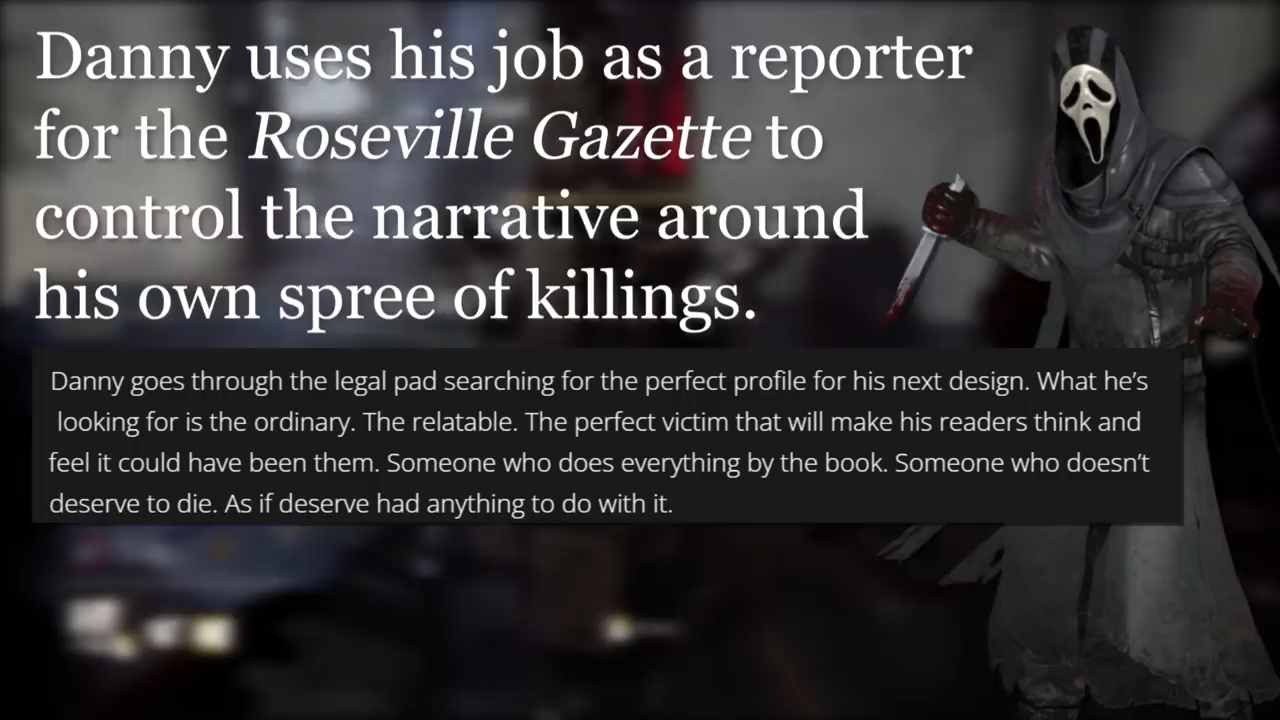 Danny uses his job as a reporter
for the Roseville Gazette to
control the narrative around
his own spree of killings.
Danny goes through the legal pad searching for the perfect profile for his next design. What he’s
looking for is the ordinary. The relatable. The perfect victim that will make his readers think and
feel it could have been them. Someone who does everything by the book. Someone who doesn’t
deserve to die. As if deserve had anything to do with it.